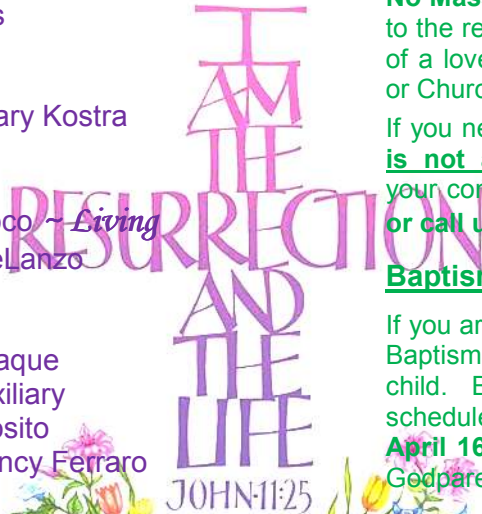 s
ary Kostra
oco ~ Living
eLanzo
aque
xiliary
osito
ncy Ferraro
I
AM
THE
RESURRECTION
AND
THE
LIFE
JOHN·11:25
No Mas
to the re
of a love
or Churc
If you ne
is not a
your con
or call u
Baptism
If you ar
Baptism
child. B
schedule
April 16
Godpare